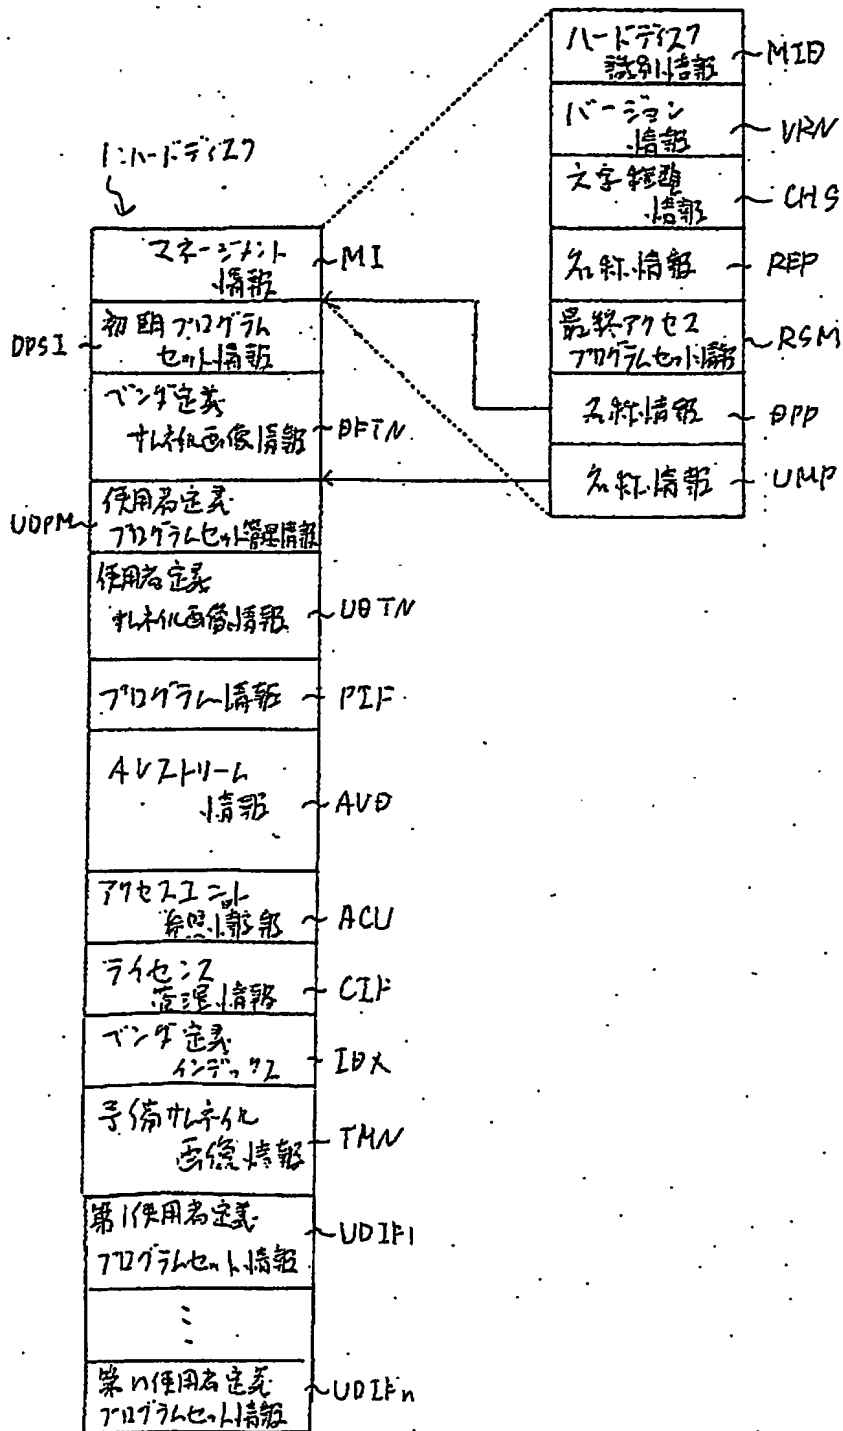 1:ハードディスク
マネージメント
情報
MI
DPSI
初期プログラム
セット情報
ベンダ定義
サムネイル画像情報
DFTN
UDPM
使用者定義
プログラムセット管理情報
使用者定義
サムネイル画像情報
UDTN
プログラム情報
PIF
AVストリーム
情報
AVD
アクセスユニット
参照情報
ACU
ライセンス
管理情報
CIF
ベンダ定義
インデックス
IDX
予備サムネイル
画像情報
TMN
第1使用者定義
プログラムセット情報
UDIF1
⋮
第n使用者定義
プログラムセット情報
UDIFn
ハードディスク
識別情報
MID
バージョン
情報
VRN
文字種類
情報
CHS
名称情報
REP
最終アクセス
プログラムセット情報
RSM
名称情報
DPP
名称情報
UMP